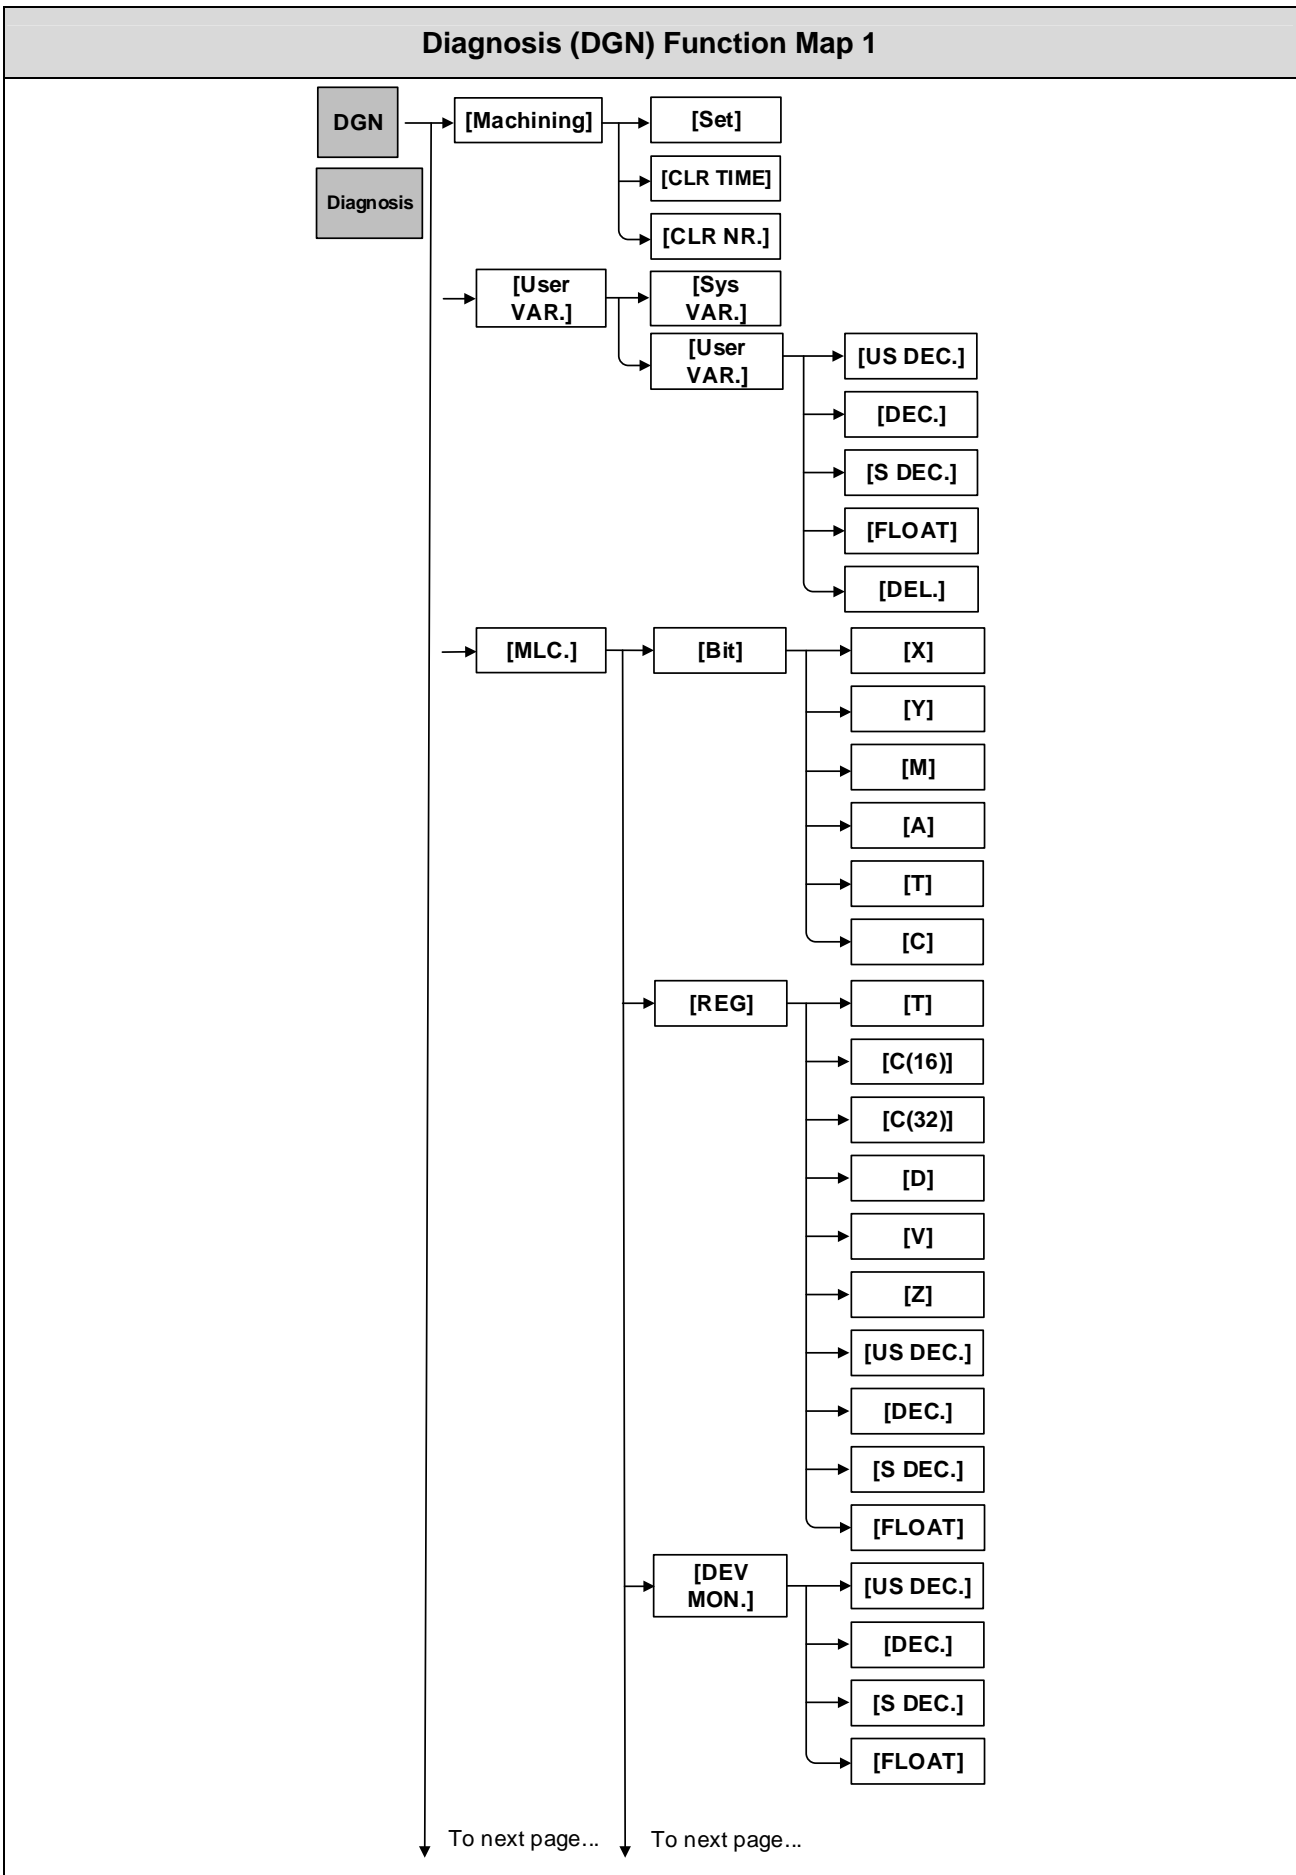 Diagnosis (DGN) Function Map 1
DGN
[Machining]
[Set]
Diagnosis
[CLR TIME]
[CLR NR.]
[User
VAR.]
[Sys
VAR.]
[User
VAR.]
[US DEC.]
[DEC.]
[S DEC.]
[FLOAT]
[DEL.]
[MLC.]
[Bit]
[X]
[Y]
[M]
[A]
[T]
[C]
[REG]
[T]
[C(16)]
[C(32)]
[D]
[V]
[Z]
[US DEC.]
[DEC.]
[S DEC.]
[FLOAT]
[DEV
MON.]
[US DEC.]
[DEC.]
[S DEC.]
[FLOAT]
To next page...
To next page...